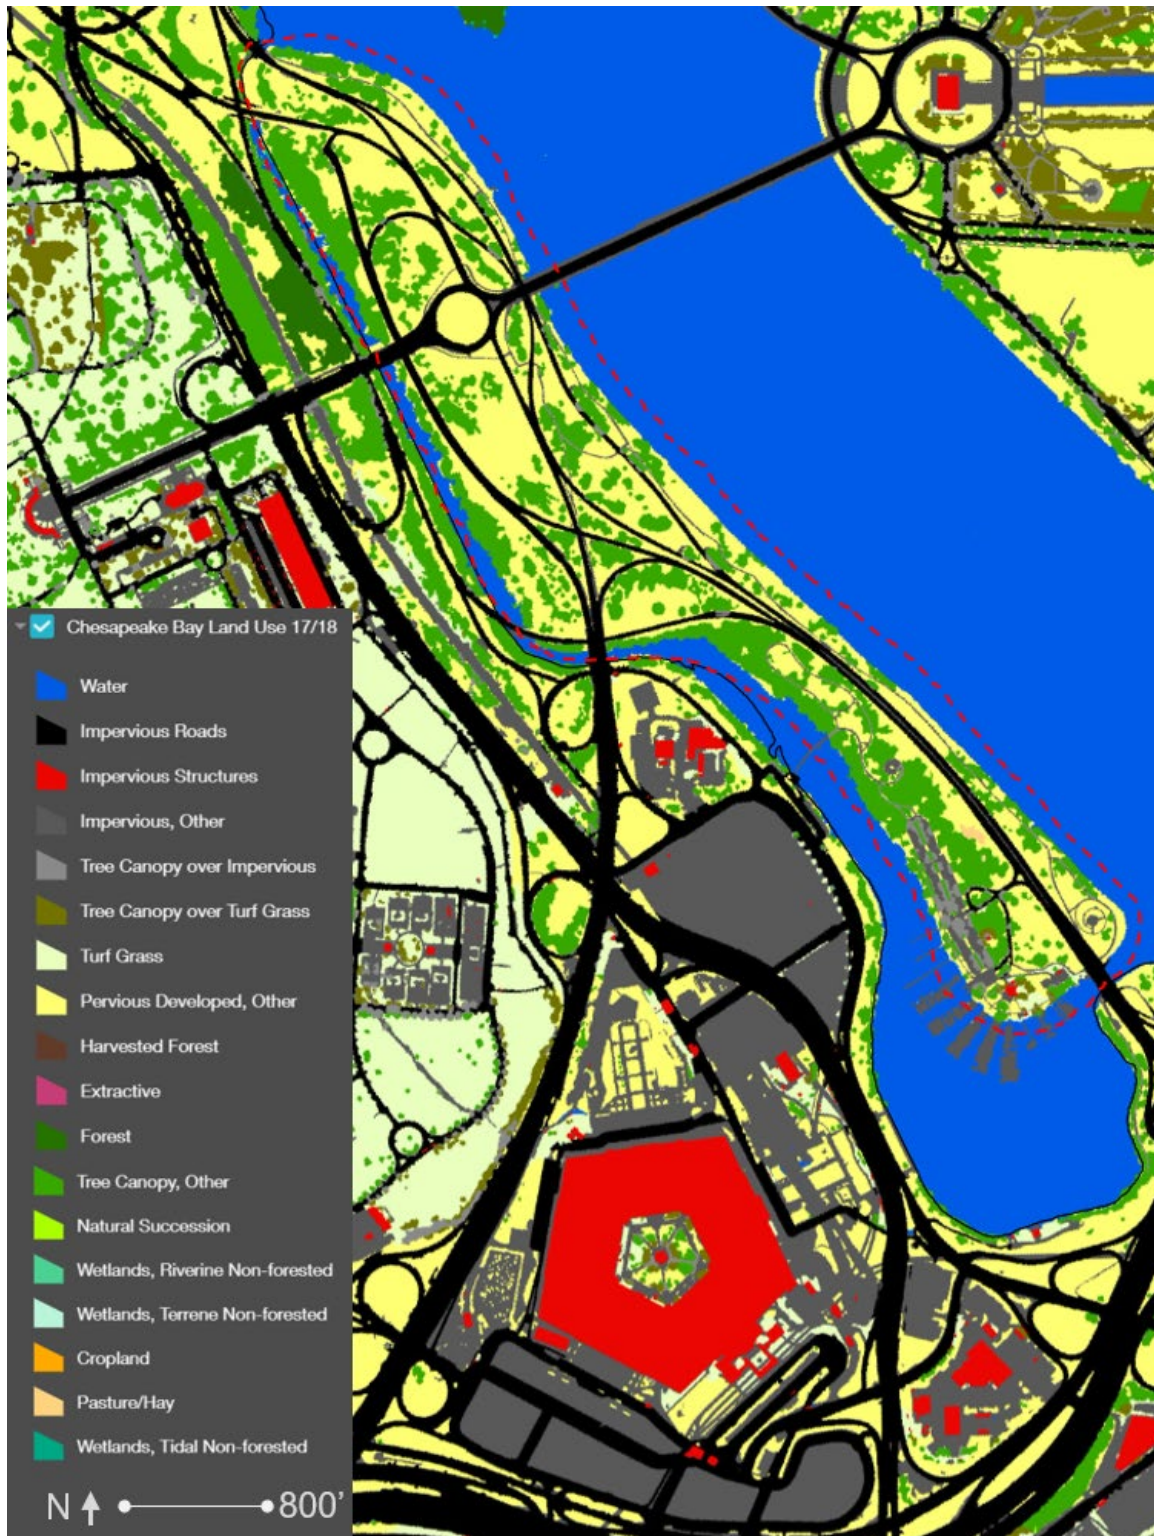 Chesapeake Bay Land Use 17/18
Water
Impervious Roads
Impervious Structures
Impervious, Other
Tree Canopy over Impervious
Tree Canopy over Turf Grass
Turf Grass
Pervious Developed, Other
Harvested Forest
Extractive
Forest
Tree Canopy, Other
Natural Succession
Wetlands, Riverine Non-forested
Wetlands, Terrene Non-forested
Cropland
Pasture/Hay
Wetlands, Tidal Non-forested
N 800'